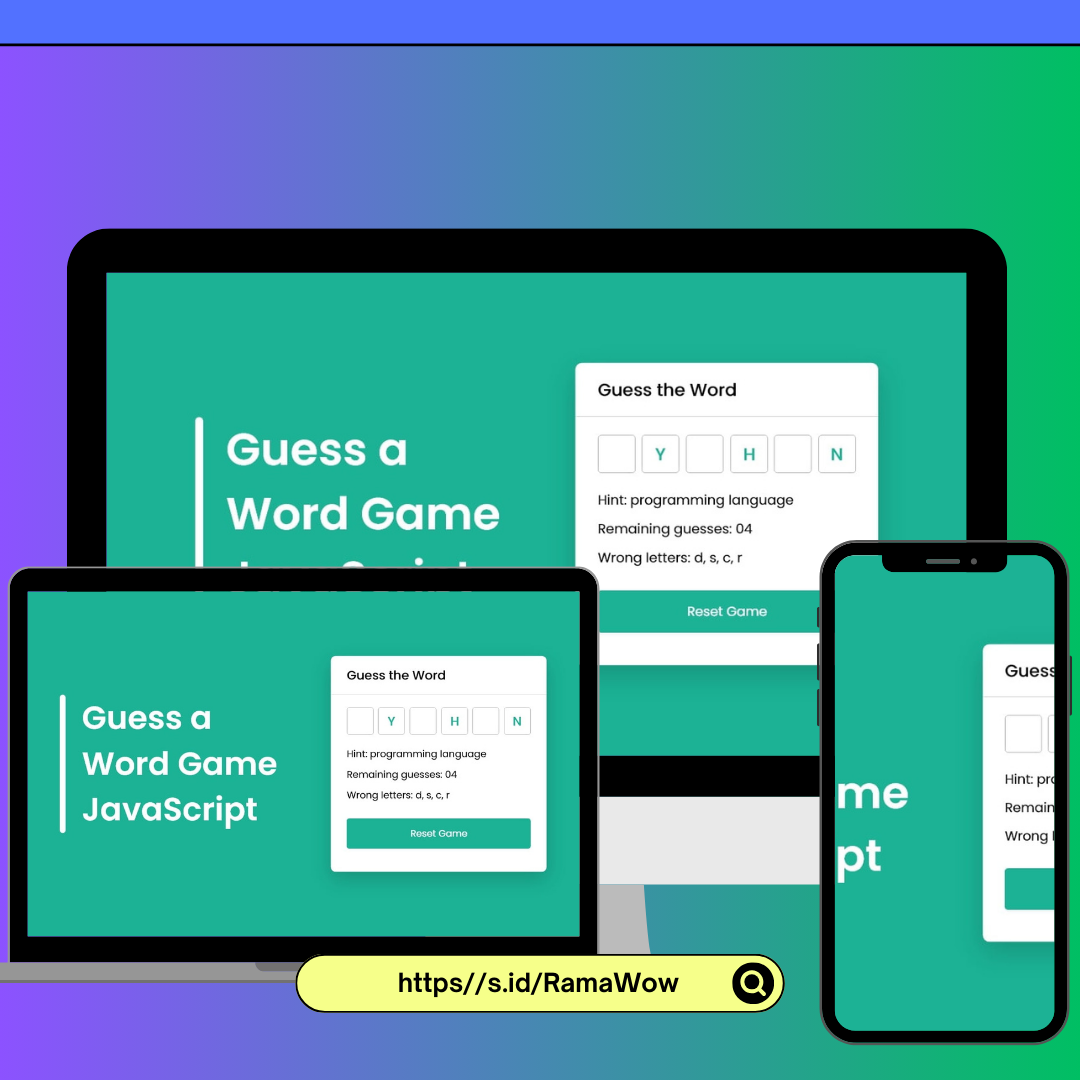 Guess a
Word Game
JavaScript
Guess the Word
Y H N
Hint: programming language
Remaining guesses: 04
Wrong letters: d, s, c, r
Reset Game
Guess a
Word Game
JavaScript
Guess the Word
Y H N
Hint: programming language
Remaining guesses: 04
Wrong letters: d, s, c, r
Reset Game
me
pt
Guess
Hint: pro
Remain
Wrong l
https//s.id/RamaWow